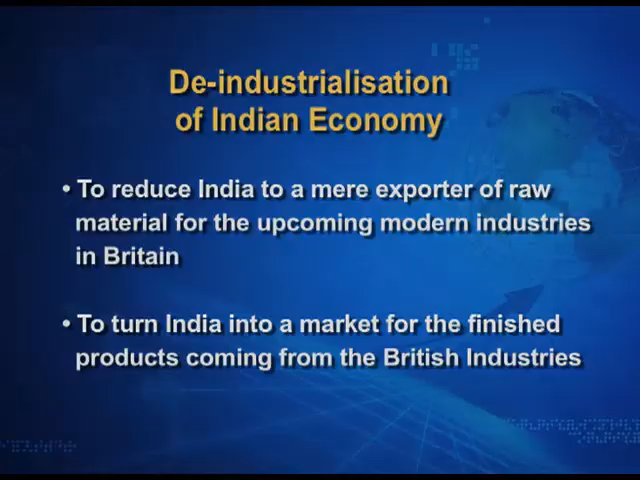 De-industrialisation
of Indian Economy
• To reduce India to a mere exporter of raw
material for the upcoming modern industries
in Britain
• To turn India into a market for the finished
products coming from the British Industries